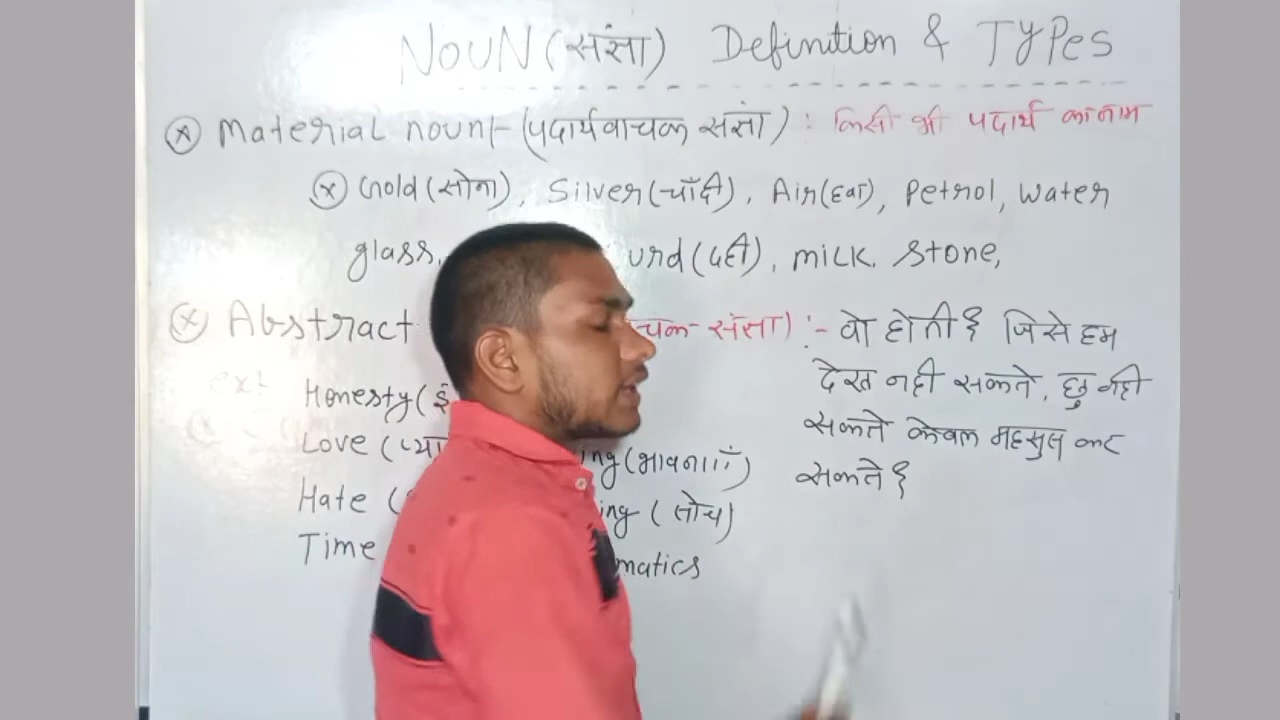 NOUN (संज्ञा) Definition & TYPes
Material noun:- (पदार्थवाचक संज्ञा) : किसी भी पदार्थ का नाम
Gold (सोना), Silver (चाँदी), Air (हवा), Petrol, Water
glass, urd (दही), milk. stone,
Abstract चक संज्ञा) :- वो होती है जिसे हम
ex: Honesty ( देख नही सकते, छु नही
Love (प्या ing (भावनाएँ) सकते केवल महसुस कर
Hate ( ing (सोच) सकते है
Time matics